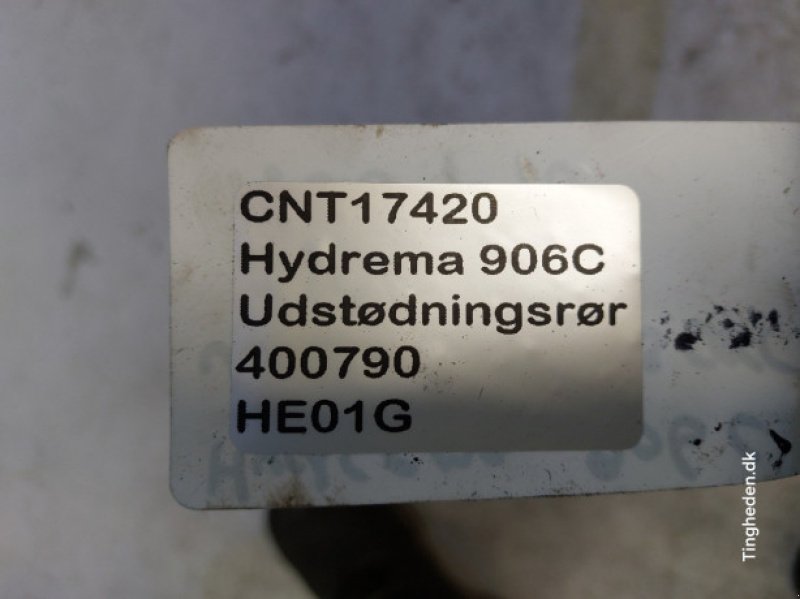 CNT17420
Hydrema 906C
Udstødningsrør
400790
HE01G
Tingheden.dk